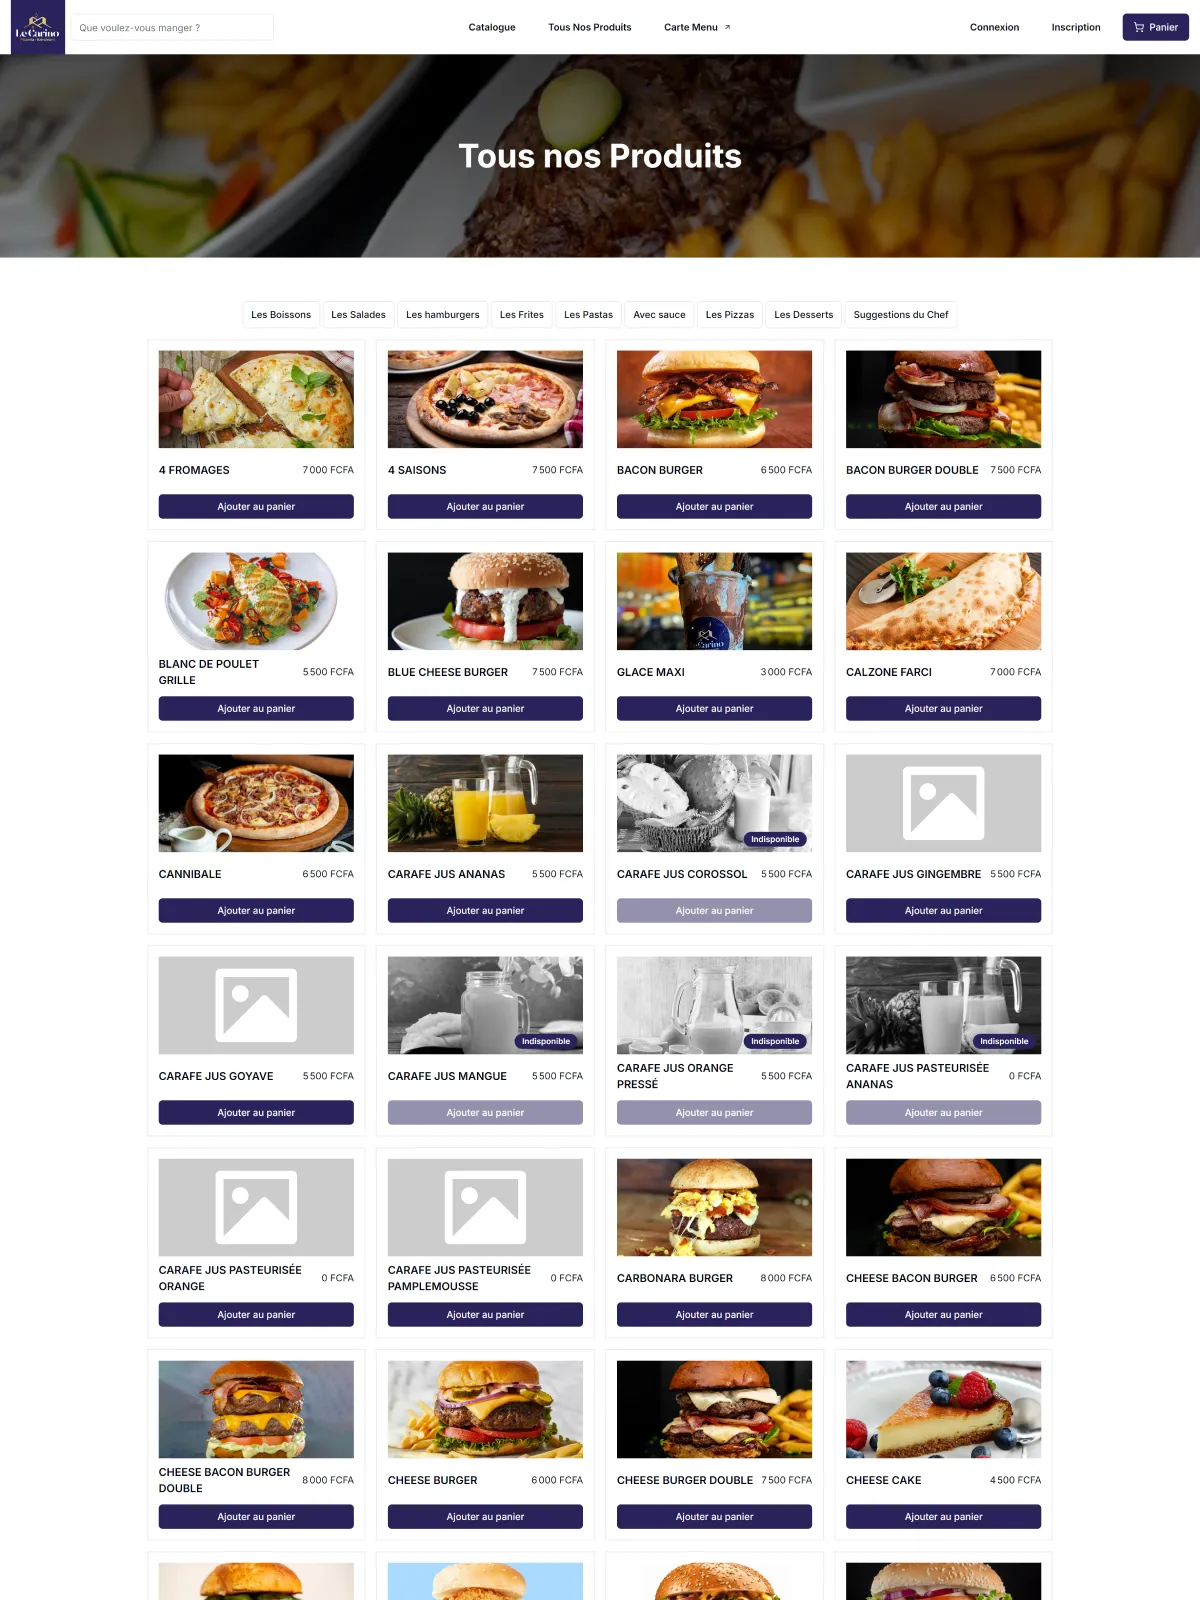 Le Carino
Que voulez-vous manger ?
Catalogue
Tous Nos Produits
Carte Menu
Connexion
Inscription
Panier
Tous nos Produits
Les Boissons
Les Salades
Les hamburgers
Les Frites
Les Pastas
Avec sauce
Les Pizzas
Les Desserts
Suggestions du Chef
4 FROMAGES
7 000 FCFA
Ajouter au panier
4 SAISONS
7 500 FCFA
Ajouter au panier
BACON BURGER
6 500 FCFA
Ajouter au panier
BACON BURGER DOUBLE
7 500 FCFA
Ajouter au panier
BLANC DE POULET
GRILLE
5 500 FCFA
Ajouter au panier
BLUE CHEESE BURGER
7 500 FCFA
Ajouter au panier
Le Carino
GLACE MAXI
3 000 FCFA
Ajouter au panier
CALZONE FARCI
7 000 FCFA
Ajouter au panier
CANNIBALE
6 500 FCFA
Ajouter au panier
CARAFE JUS ANANAS
5 500 FCFA
Ajouter au panier
Indisponible
CARAFE JUS COROSSOL
5 500 FCFA
Ajouter au panier
CARAFE JUS GINGEMBRE
5 500 FCFA
Ajouter au panier
CARAFE JUS GOYAVE
5 500 FCFA
Ajouter au panier
Indisponible
CARAFE JUS MANGUE
5 500 FCFA
Ajouter au panier
Indisponible
CARAFE JUS ORANGE
PRESSÉ
5 500 FCFA
Ajouter au panier
Indisponible
CARAFE JUS PASTEURISÉE
ANANAS
0 FCFA
Ajouter au panier
CARAFE JUS PASTEURISÉE
ORANGE
0 FCFA
Ajouter au panier
CARAFE JUS PASTEURISÉE
PAMPLEMOUSSE
0 FCFA
Ajouter au panier
CARBONARA BURGER
8 000 FCFA
Ajouter au panier
CHEESE BACON BURGER
6 500 FCFA
Ajouter au panier
CHEESE BACON BURGER
DOUBLE
8 000 FCFA
Ajouter au panier
CHEESE BURGER
6 000 FCFA
Ajouter au panier
CHEESE BURGER DOUBLE
7 500 FCFA
Ajouter au panier
CHEESE CAKE
4 500 FCFA
Ajouter au panier